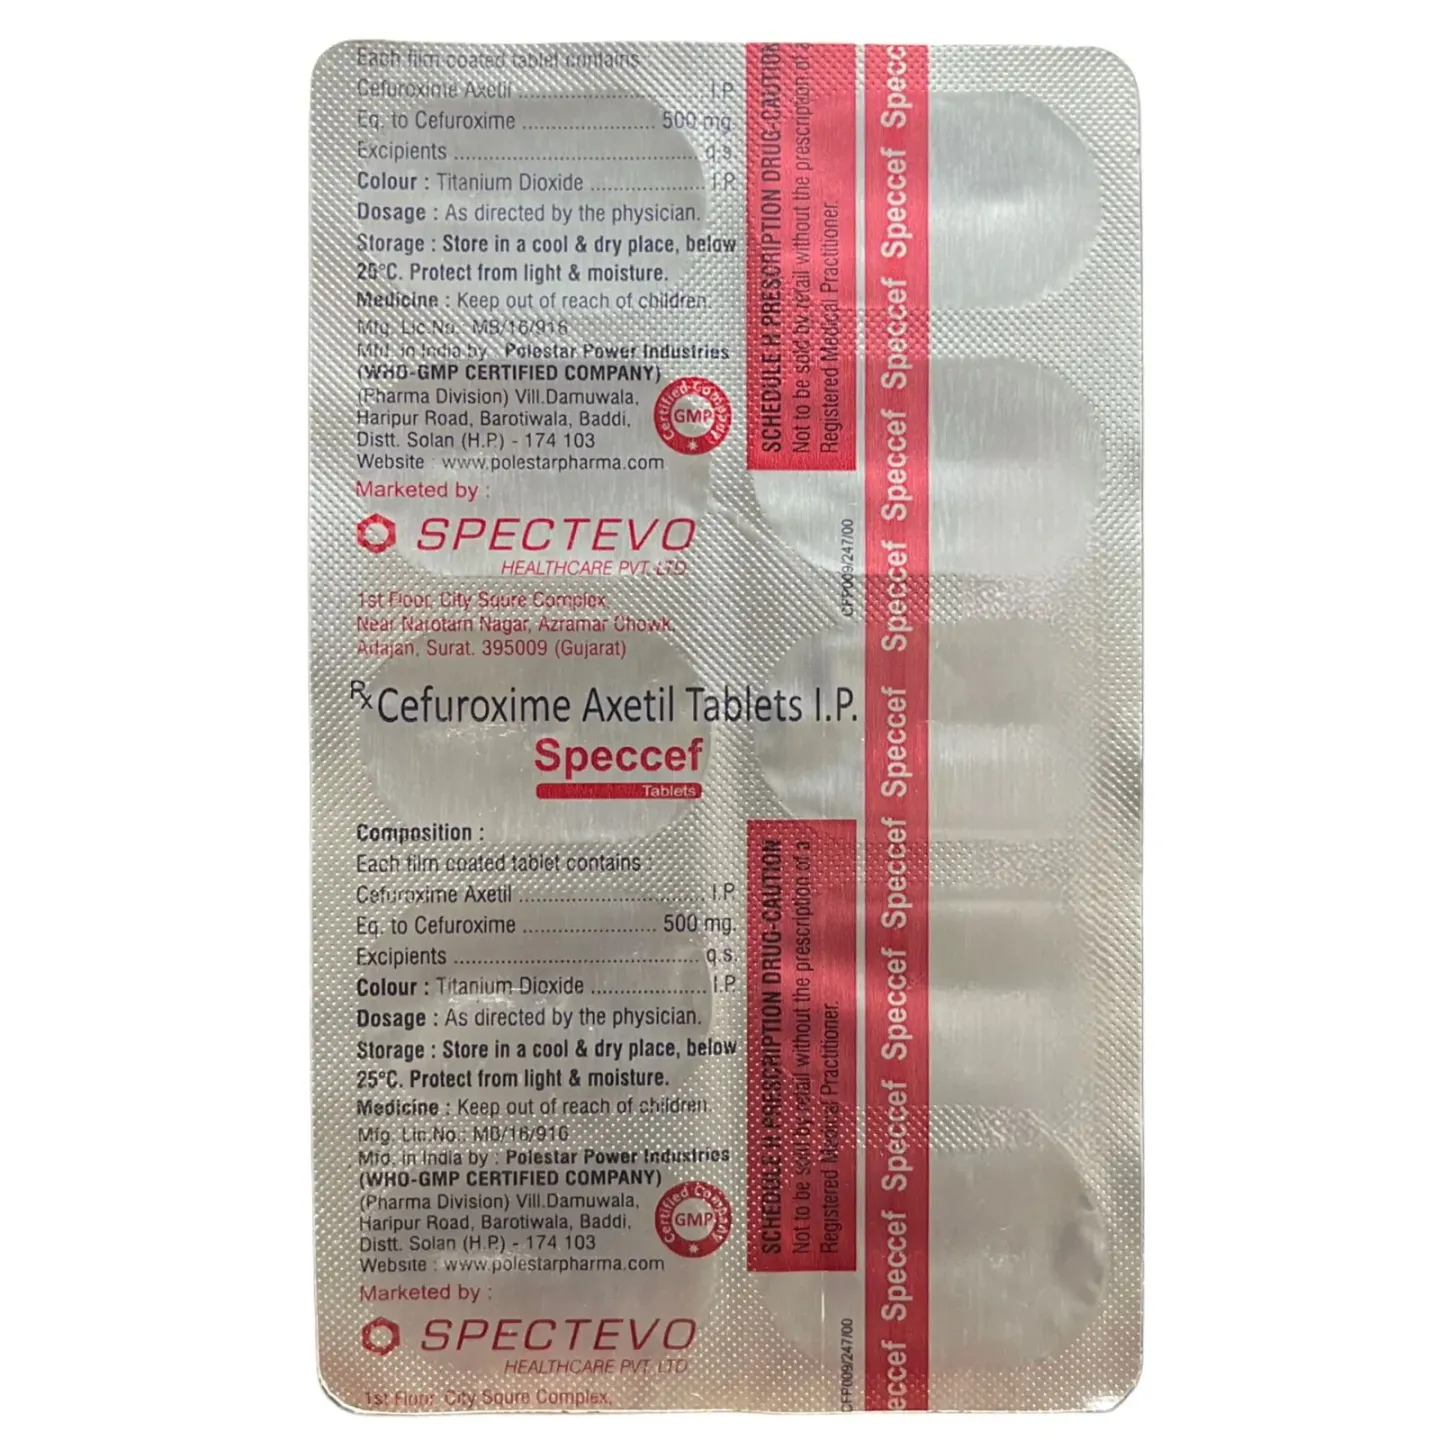 Each film coated tablet contains :
Cefuroxime Axetil ........................ I.P.
Eq. to Cefuroxime ...................... 500 mg.
Excipients ......................................... q.s.
Colour : Titanium Dioxide ................... I.P.
Dosage : As directed by the physician.
Storage : Store in a cool & dry place, below
25°C. Protect from light & moisture.
Medicine : Keep out of reach of children.
Mfg. Lic.No.: MB/16/916
Mfd. in India by : Polestar Power Industries
(WHO-GMP CERTIFIED COMPANY)
(Pharma Division) Vill.Damuwala,
Haripur Road, Barotiwala, Baddi,
Distt. Solan (H.P.) - 174 103
Website : www.polestarpharma.com
Certified Company
GMP
Marketed by :
SPECTEVO
HEALTHCARE PVT. LTD.
1st Floor, City Squre Complex,
Near Narotam Nagar, Azramar Chowk,
Adajan, Surat. 395009 (Gujarat)
Rx Cefuroxime Axetil Tablets I.P.
Speccef
Tablets
Composition :
Each film coated tablet contains :
Cefuroxime Axetil ............................... I.P.
Eq. to Cefuroxime ...................... 500 mg.
Excipients ......................................... q.s.
Colour : Titanium Dioxide ................... I.P.
Dosage : As directed by the physician.
Storage : Store in a cool & dry place, below
25°C. Protect from light & moisture.
Medicine : Keep out of reach of children.
Mfg. Lic.No.: MB/16/916
Mfd. in India by : Polestar Power Industries
(WHO-GMP CERTIFIED COMPANY)
(Pharma Division) Vill.Damuwala,
Haripur Road, Barotiwala, Baddi,
Distt. Solan (H.P.) - 174 103
Website : www.polestarpharma.com
Certified Company
GMP
Marketed by :
SPECTEVO
HEALTHCARE PVT. LTD.
1st Floor, City Squre Complex,
SCHEDULE H PRESCRIPTION DRUG-CAUTION
Not to be sold by retail without the prescription of a
Registered Medical Practitioner.
CFP009/247/00
SCHEDULE H PRESCRIPTION DRUG-CAUTION
Not to be sold by retail without the prescription of a
Registered Medical Practitioner.
CFP009/247/00
eccef Speccef Speccef Speccef Speccef Speccef Speccef Speccef Speccef Speccef Specc